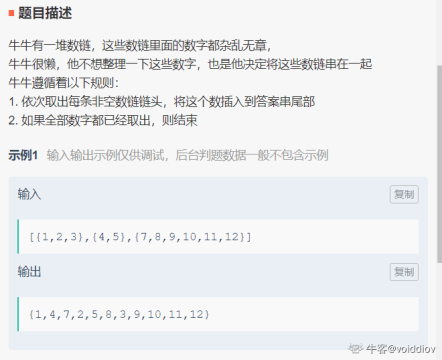 题目描述
牛牛有一堆数链，这些数链里面的数字都杂乱无章，
牛牛很懒，他不想整理一下这些数字，也是他决定将这些数链串在一起
牛牛遵循着以下规则：
1. 依次取出每条非空数链链头，将这个数插入到答案串尾部
2. 如果全部数字都已经取出，则结束
示例1 输入输出示例仅供调试，后台判题数据一般不包含示例
输入 复制
[{1,2,3},{4,5},{7,8,9,10,11,12}]
输出 复制
{1,4,7,2,5,8,3,9,10,11,12}
牛客@voiddiov